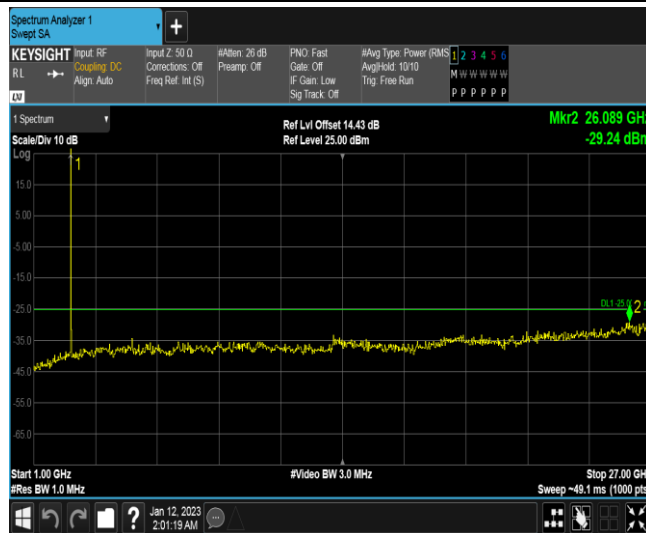 Spectrum Analyzer 1
Swept SA
+
KEYSIGHT
RL
LXI
Input: RF
Coupling: DC
Align: Auto
Input Z: 50 Ω
Corrections: Off
Freq Ref: Int (S)
#Atten: 26 dB
Preamp: Off
PNO: Fast
Gate: Off
IF Gain: Low
Sig Track: Off
#Avg Type: Power (RMS
Avg|Hold: 10/10
Trig: Free Run
1 2 3 4 5 6
M W W W W W
P P P P P P
1 Spectrum
Scale/Div 10 dB
Log
Ref Lvl Offset 14.43 dB
Ref Level 25.00 dBm
Mkr2 26.089 GHz
-29.24 dBm
1
15.0
5.00
-5.00
-15.0
-25.0
DL1 -25.0
2
-35.0
-45.0
-55.0
-65.0
Start 1.00 GHz
#Res BW 1.0 MHz
#Video BW 3.0 MHz
Stop 27.00 GHz
Sweep ~49.1 ms (1000 pts
?
Jan 12, 2023
2:01:19 AM